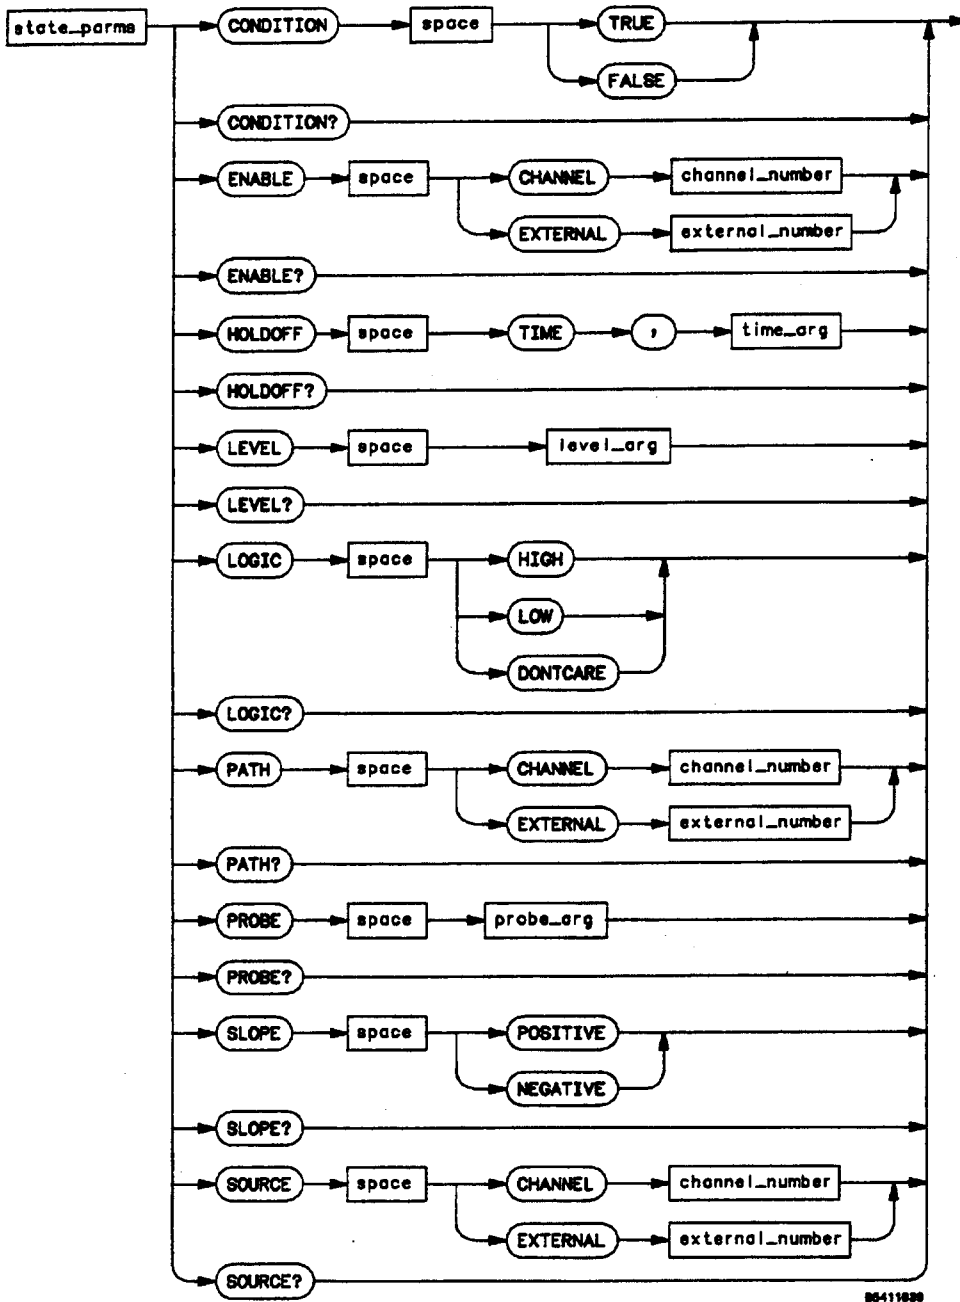 state_parms CONDITION space TRUE
FALSE
CONDITION?
ENABLE space CHANNEL channel_number
EXTERNAL external_number
ENABLE?
HOLDOFF space TIME , time_arg
HOLDOFF?
LEVEL space level_arg
LEVEL?
LOGIC space HIGH
LOW
DONTCARE
LOGIC?
PATH space CHANNEL channel_number
EXTERNAL external_number
PATH?
PROBE space probe_arg
PROBE?
SLOPE space POSITIVE
NEGATIVE
SLOPE?
SOURCE space CHANNEL channel_number
EXTERNAL external_number
SOURCE?